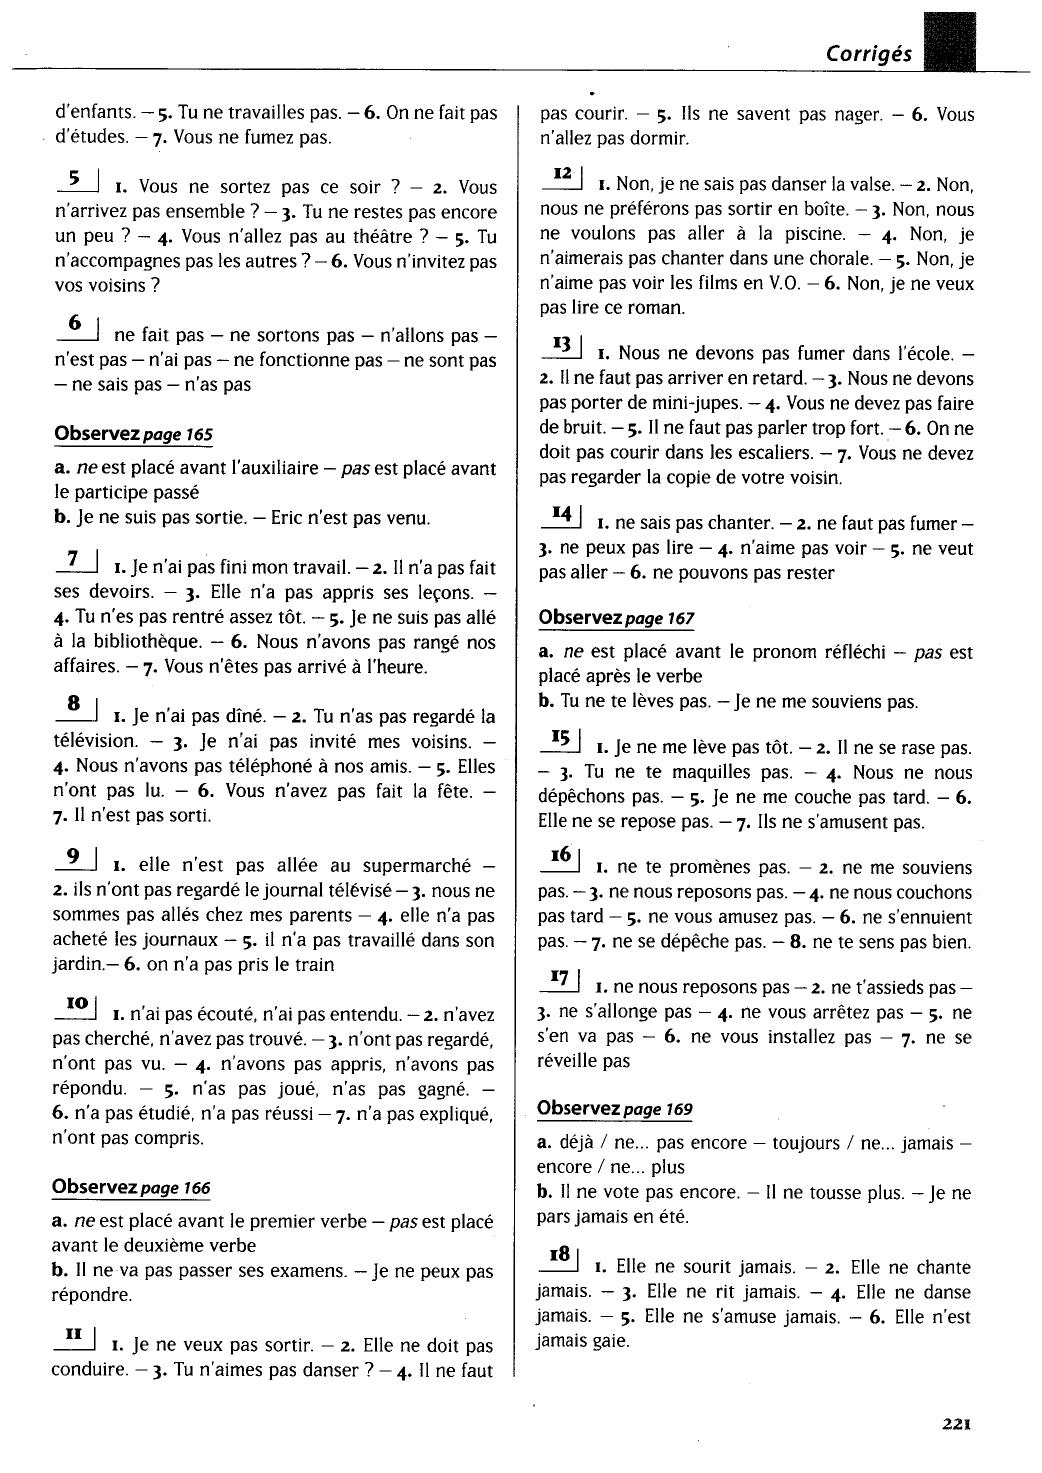 Corrigés
d'enfants. – 5. Tu ne travailles pas. – 6. On ne fait pas
d'études. – 7. Vous ne fumez pas.
5 1. Vous ne sortez pas ce soir ? – 2. Vous
n'arrivez pas ensemble ? – 3. Tu ne restes pas encore
un peu ? – 4. Vous n'allez pas au théâtre ? – 5. Tu
n'accompagnes pas les autres ? – 6. Vous n'invitez pas
vos voisins ?
6 ne fait pas – ne sortons pas – n'allons pas –
n'est pas – n'ai pas – ne fonctionne pas – ne sont pas
– ne sais pas – n'as pas
Observez page 165
a. ne est placé avant l'auxiliaire – pas est placé avant
le participe passé
b. Je ne suis pas sortie. – Eric n'est pas venu.
7 1. Je n'ai pas fini mon travail. – 2. Il n'a pas fait
ses devoirs. – 3. Elle n'a pas appris ses leçons. –
4. Tu n'es pas rentré assez tôt. – 5. Je ne suis pas allé
à la bibliothèque. – 6. Nous n'avons pas rangé nos
affaires. – 7. Vous n'êtes pas arrivé à l'heure.
8 1. Je n'ai pas dîné. – 2. Tu n'as pas regardé la
télévision. – 3. Je n'ai pas invité mes voisins. –
4. Nous n'avons pas téléphoné à nos amis. – 5. Elles
n'ont pas lu. – 6. Vous n'avez pas fait la fête. –
7. Il n'est pas sorti.
9 1. elle n'est pas allée au supermarché –
2. ils n'ont pas regardé le journal télévisé – 3. nous ne
sommes pas allés chez mes parents – 4. elle n'a pas
acheté les journaux – 5. il n'a pas travaillé dans son
jardin.– 6. on n'a pas pris le train
10 1. n'ai pas écouté, n'ai pas entendu. – 2. n'avez
pas cherché, n'avez pas trouvé. – 3. n'ont pas regardé,
n'ont pas vu. – 4. n'avons pas appris, n'avons pas
répondu. – 5. n'as pas joué, n'as pas gagné. –
6. n'a pas étudié, n'a pas réussi – 7. n'a pas expliqué,
n'ont pas compris.
Observez page 166
a. ne est placé avant le premier verbe – pas est placé
avant le deuxième verbe
b. Il ne va pas passer ses examens. – Je ne peux pas
répondre.
11 1. Je ne veux pas sortir. – 2. Elle ne doit pas
conduire. – 3. Tu n'aimes pas danser ? – 4. Il ne faut
pas courir. – 5. Ils ne savent pas nager. – 6. Vous
n'allez pas dormir.
12 1. Non, je ne sais pas danser la valse. – 2. Non,
nous ne préférons pas sortir en boîte. – 3. Non, nous
ne voulons pas aller à la piscine. – 4. Non, je
n'aimerais pas chanter dans une chorale. – 5. Non, je
n'aime pas voir les films en V.O. – 6. Non, je ne veux
pas lire ce roman.
13 1. Nous ne devons pas fumer dans l'école. –
2. Il ne faut pas arriver en retard. – 3. Nous ne devons
pas porter de mini-jupes. – 4. Vous ne devez pas faire
de bruit. – 5. Il ne faut pas parler trop fort. – 6. On ne
doit pas courir dans les escaliers. – 7. Vous ne devez
pas regarder la copie de votre voisin.
14 1. ne sais pas chanter. – 2. ne faut pas fumer –
3. ne peux pas lire – 4. n'aime pas voir – 5. ne veut
pas aller – 6. ne pouvons pas rester
Observez page 167
a. ne est placé avant le pronom réfléchi – pas est
placé après le verbe
b. Tu ne te lèves pas. – Je ne me souviens pas.
15 1. Je ne me lève pas tôt. – 2. Il ne se rase pas.
– 3. Tu ne te maquilles pas. – 4. Nous ne nous
dépêchons pas. – 5. Je ne me couche pas tard. – 6.
Elle ne se repose pas. – 7. Ils ne s'amusent pas.
16 1. ne te promènes pas. – 2. ne me souviens
pas. – 3. ne nous reposons pas. – 4. ne nous couchons
pas tard – 5. ne vous amusez pas. – 6. ne s'ennuient
pas. – 7. ne se dépêche pas. – 8. ne te sens pas bien.
17 1. ne nous reposons pas – 2. ne t'assieds pas –
3. ne s'allonge pas – 4. ne vous arrêtez pas – 5. ne
s'en va pas – 6. ne vous installez pas – 7. ne se
réveille pas
Observez page 169
a. déjà / ne... pas encore – toujours / ne... jamais –
encore / ne... plus
b. Il ne vote pas encore. – Il ne tousse plus. – Je ne
pars jamais en été.
18 1. Elle ne sourit jamais. – 2. Elle ne chante
jamais. – 3. Elle ne rit jamais. – 4. Elle ne danse
jamais. – 5. Elle ne s'amuse jamais. – 6. Elle n'est
jamais gaie.
221